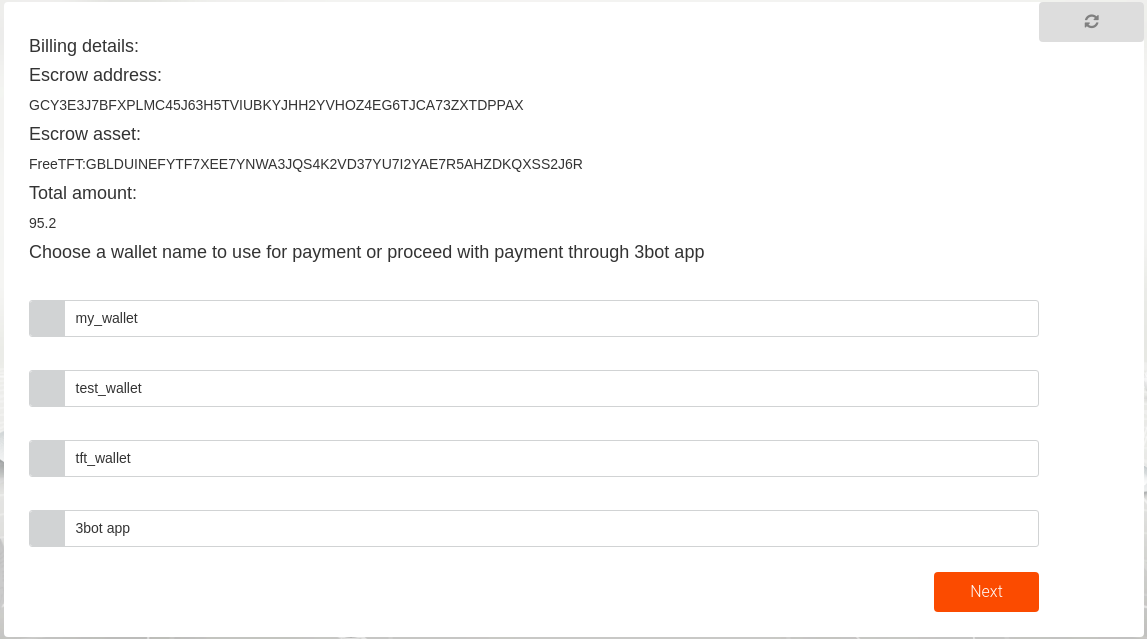 Billing details:
Escrow address:
GCY3E3J7BFXPLMC45J63H5TVIUBKYJHH2YVHOZ4EG6TJCA73ZXTDPPAX
Escrow asset:
FreeTFT:GBLDUINEFYTF7XEE7YNWA3JQS4K2VD37YU7I2YAE7R5AHZDKQXSS2J6R
Total amount:
95.2
Choose a wallet name to use for payment or proceed with payment through 3bot app
my_wallet
test_wallet
tft_wallet
3bot app
Next